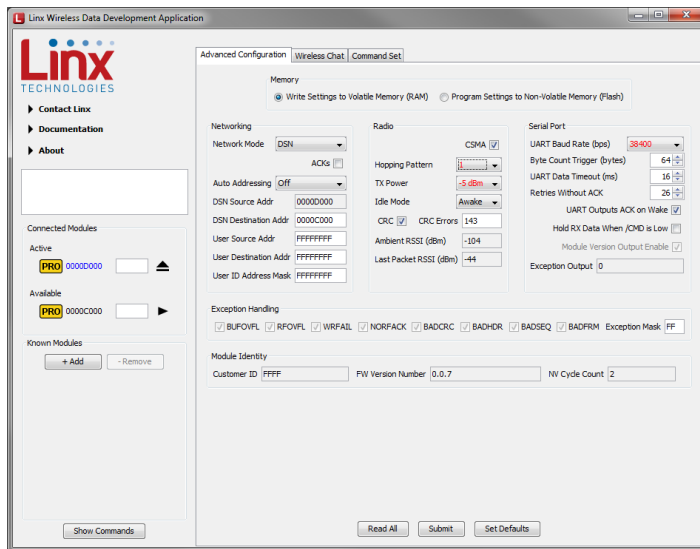 Linx Wireless Data Development Application
Linx
TECHNOLOGIES
Contact Linx
Documentation
About
Connected Modules
Active
PRO 0000D000
Available
PRO 0000C000
Known Modules
+ Add - Remove
Show Commands
Advanced Configuration Wireless Chat Command Set
Memory
Write Settings to Volatile Memory (RAM) Program Settings to Non-Volatile Memory (Flash)
Networking
Network Mode DSN
ACKs
Auto Addressing Off
DSN Source Addr 0000D000
DSN Destination Addr 0000C000
User Source Addr FFFFFFFF
User Destination Addr FFFFFFFF
User ID Address Mask FFFFFFFF
Radio
CSMA
Hopping Pattern 1
TX Power -5 dBm
Idle Mode Awake
CRC CRC Errors 143
Ambient RSSI (dBm) -104
Last Packet RSSI (dBm) -44
Serial Port
UART Baud Rate (bps) 38400
Byte Count Trigger (bytes) 64
UART Data Timeout (ms) 16
Retries Without ACK 26
UART Outputs ACK on Wake
Hold RX Data When /CMD is Low
Module Version Output Enable
Exception Output 0
Exception Handling
BUFOVFL RFOVFL WRFAIL NORFACK BADCRC BADHDR BADSEQ BADFRM Exception Mask FF
Module Identity
Customer ID FFFF FW Version Number 0.0.7 NV Cycle Count 2
Read All Submit Set Defaults